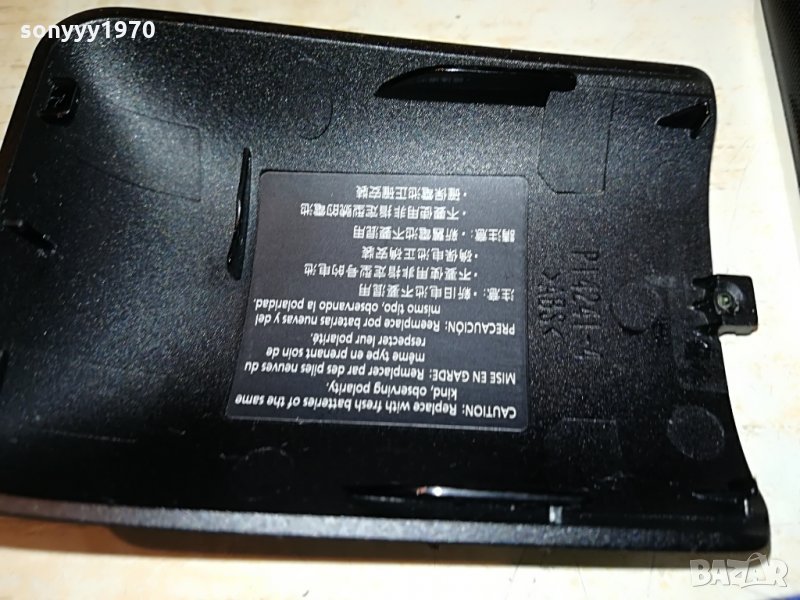 sonyyy1970
CAUTION: Replace with fresh batteries of the same
kind, observing polarity.
MISE EN GARDE: Remplacer par des piles neuves du
même type en prenant soin de
respecter leur polarité.
PRECAUCIÓN: Reemplace por baterias nuevas y del
mismo tipo, observando la polaridad.
注意: · 新旧电池不要混用
· 不要使用非指定型号的电池
· 确保电池正确安装
請注意: · 新舊電池不要混用
· 不要使用非指定型號的電池
· 確保電池正確安裝
>ABS<
P14241-4
BAZAR